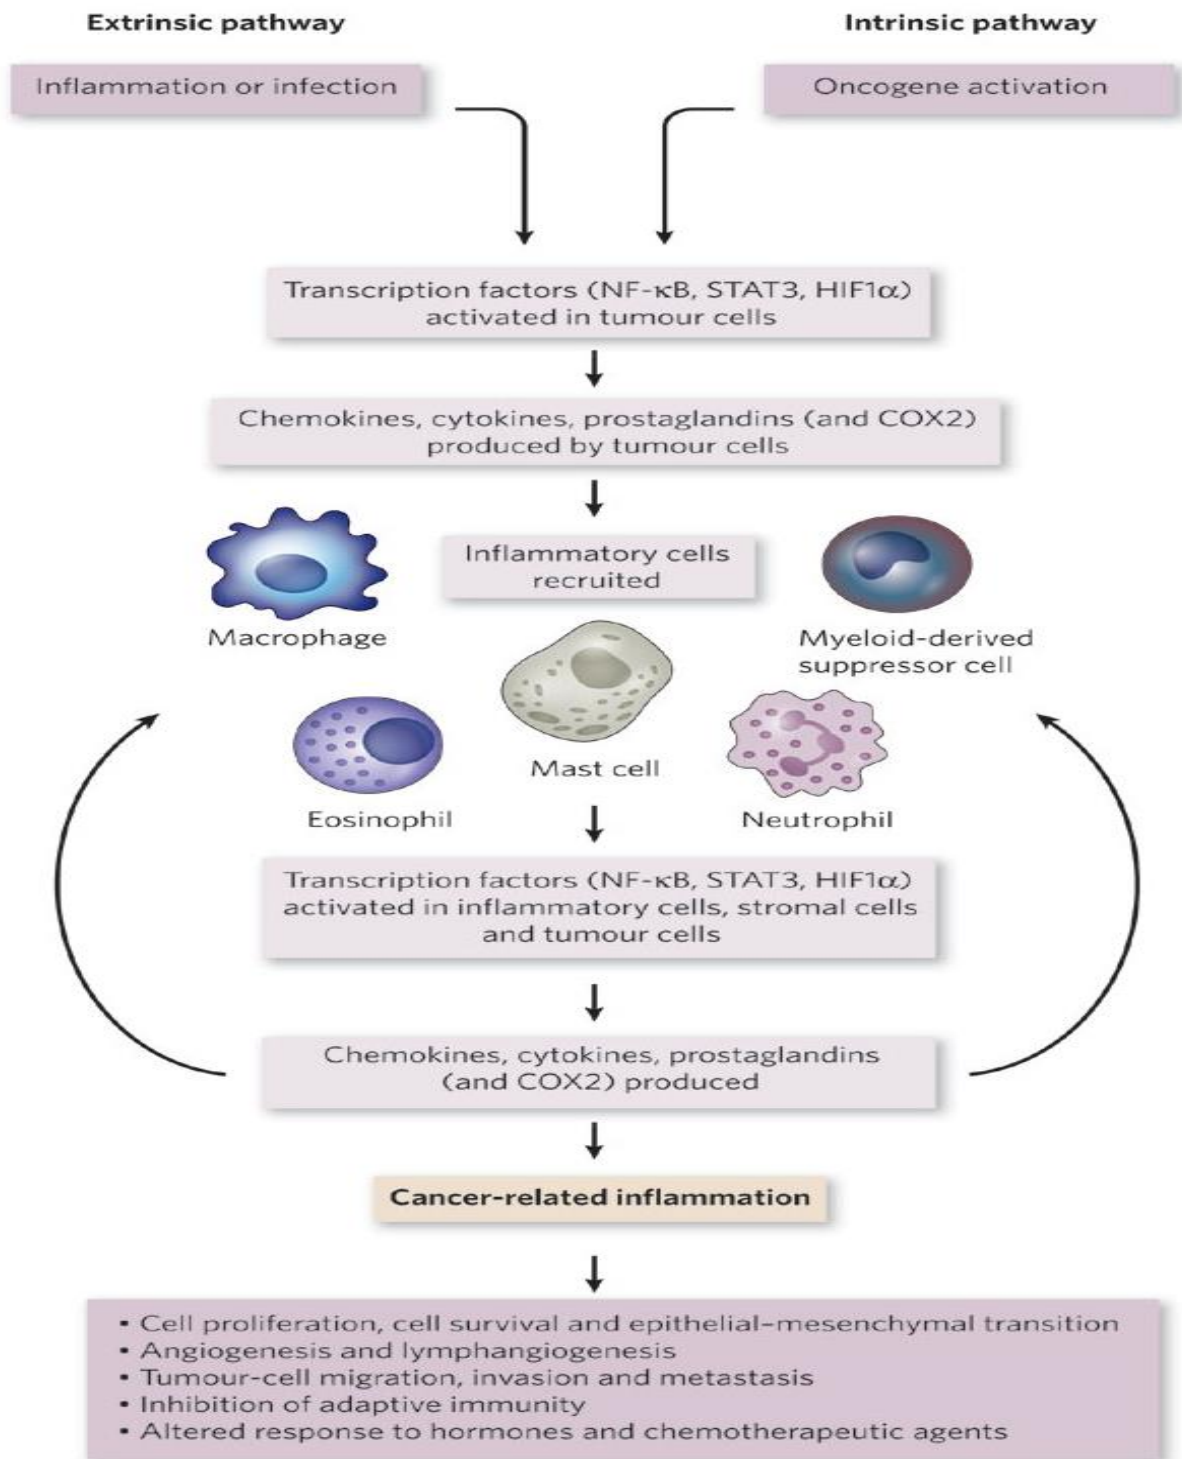 Extrinsic pathway
Intrinsic pathway
Inflammation or infection
Oncogene activation
Transcription factors (NF-κB, STAT3, HIF1α)
activated in tumour cells
Chemokines, cytokines, prostaglandins (and COX2)
produced by tumour cells
Inflammatory cells
recruited
Macrophage
Myeloid-derived
suppressor cell
Mast cell
Eosinophil
Neutrophil
Transcription factors (NF-κB, STAT3, HIF1α)
activated in inflammatory cells, stromal cells
and tumour cells
Chemokines, cytokines, prostaglandins
(and COX2) produced
Cancer-related inflammation
• Cell proliferation, cell survival and epithelial–mesenchymal transition
• Angiogenesis and lymphangiogenesis
• Tumour-cell migration, invasion and metastasis
• Inhibition of adaptive immunity
• Altered response to hormones and chemotherapeutic agents